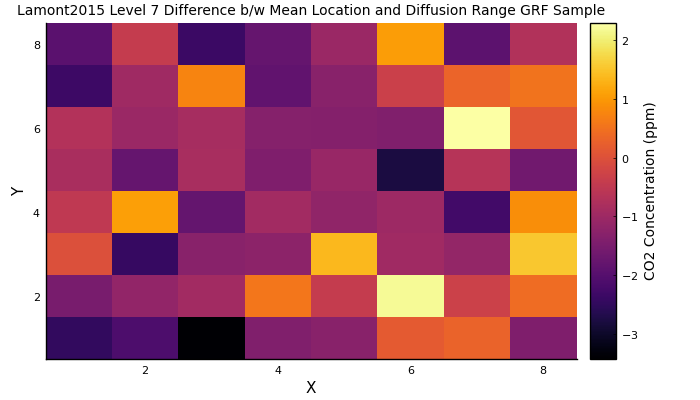 Lamont2015 Level 7 Difference b/w Mean Location and Diffusion Range GRF Sample
8
6
4
2
Y
2 4 6 8
X
2
1
0
−1
−2
−3
CO2 Concentration (ppm)